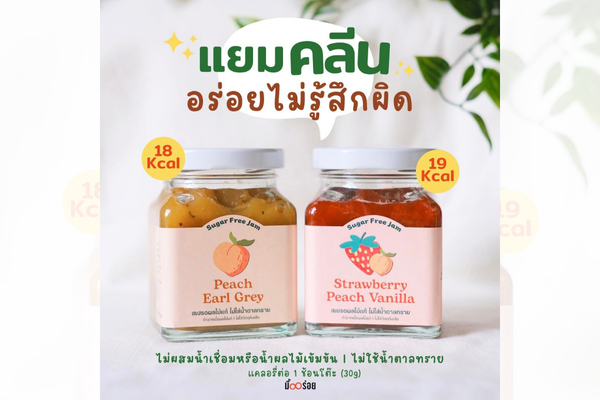 แยมคลีน
อร่อยไม่รู้สึกผิด
18
Kcal
19
Kcal
18
Kcal
19
Kcal
Sugar Free Jam
Peach
Earl Grey
Sugar Free Jam
Strawberry
Peach Vanilla
ไม่ผสมน้ำเชื่อมหรือน้ำผลไม้เข้มข้น | ไม่ใช้น้ำตาลทราย
แคลอรี่ต่อ 1 ช้อนโต๊ะ (30g)